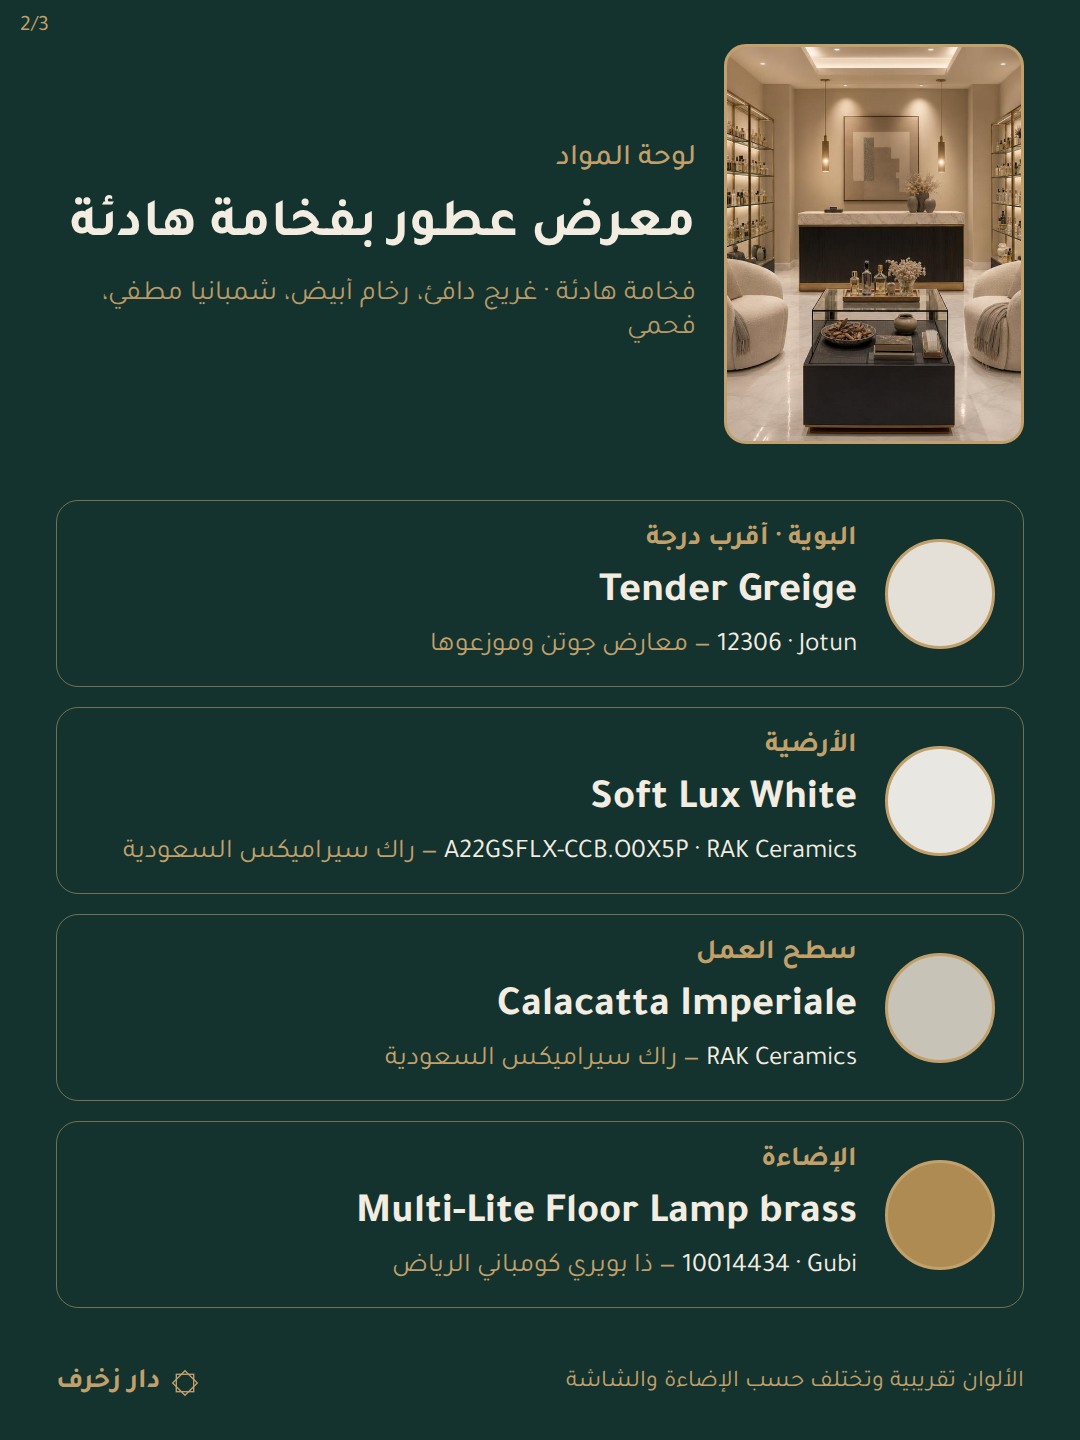 2/3
لوحة المواد
معرض عطور بفخامة هادئة
فخامة هادئة · غريج دافئ، رخام أبيض، شمبانيا مطفي،
فحمي
البوية · أقرب درجة
Tender Greige
Jotun · 12306 – معارض جوتن وموزعوها
الأرضية
Soft Lux White
RAK Ceramics · A22GSFLX-CCB.O0X5P – راك سيراميكس السعودية
سطح العمل
Calacatta Imperiale
RAK Ceramics – راك سيراميكس السعودية
الإضاءة
Multi-Lite Floor Lamp brass
Gubi · 10014434 – ذا بويري كومباني الرياض
الألوان تقريبية وتختلف حسب الإضاءة والشاشة
دار زخرف